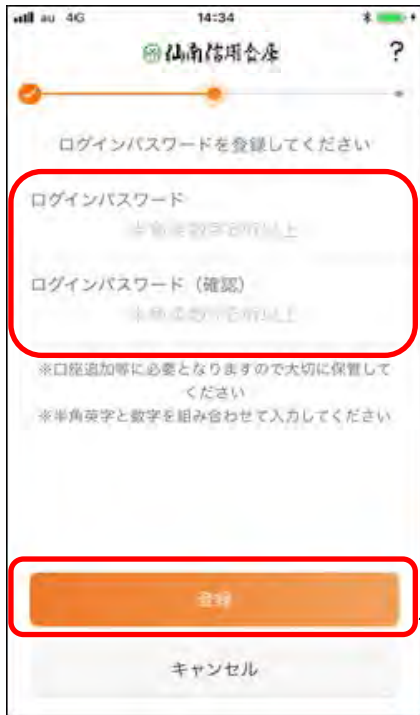 au 4G 14:34
仙南信用金庫 ?
ログインパスワードを登録してください
ログインパスワード
ログインパスワード（確認）
※口座追加等に必要となりますので大切に保管して
ください
※半角英字と数字を組み合わせて入力してください
登録
キャンセル